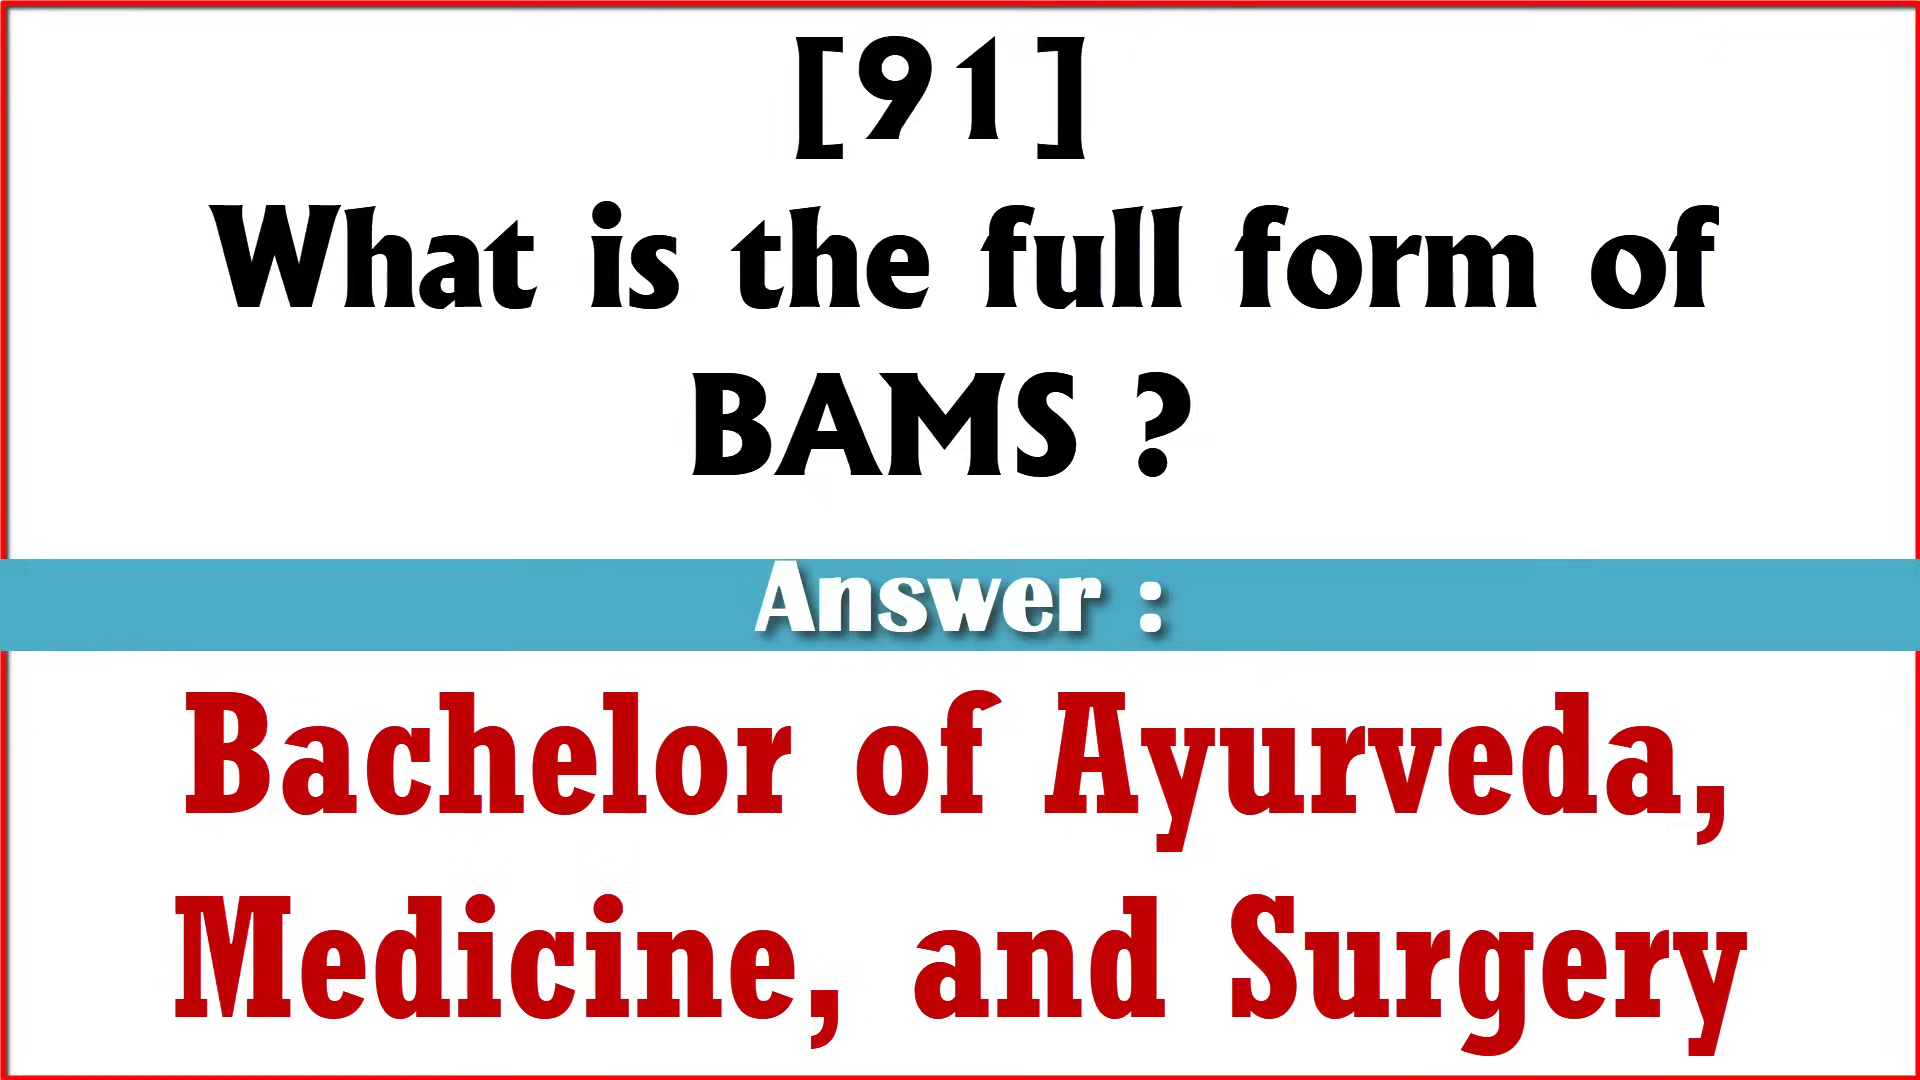 [91]
What is the full form of
BAMS ?
Answer :
Bachelor of Ayurveda,
Medicine, and Surgery